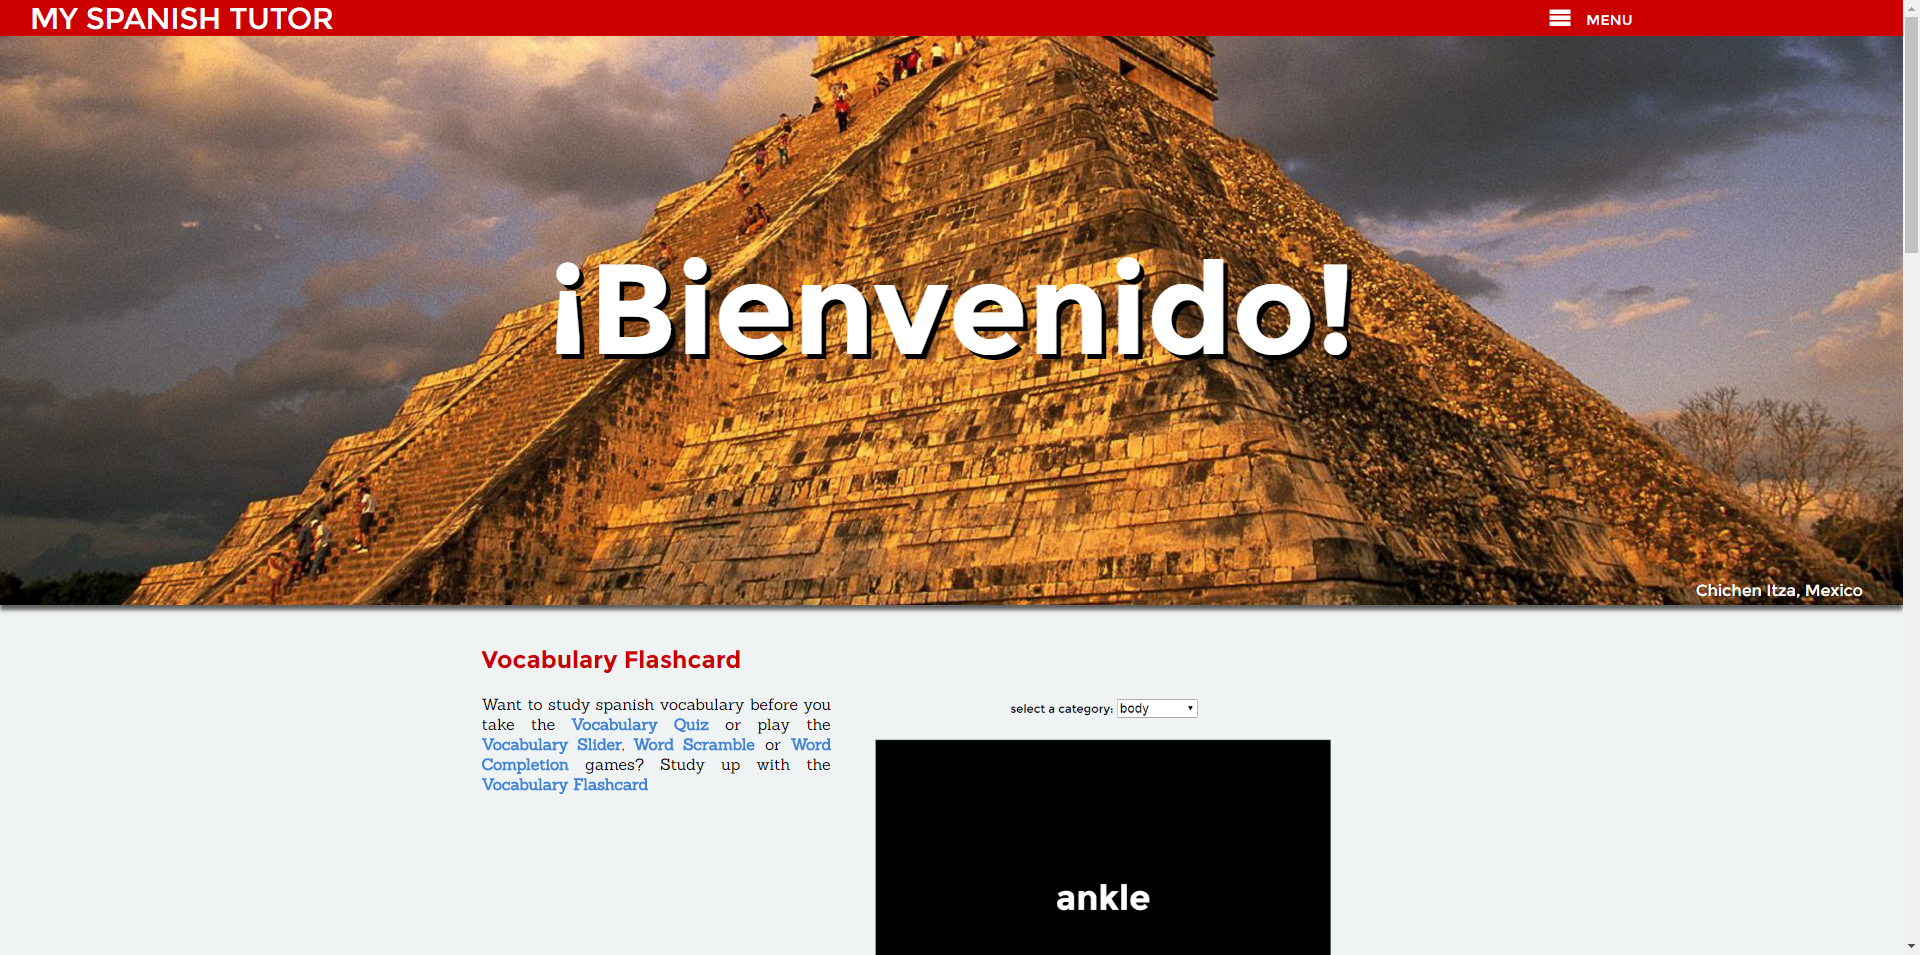 MY SPANISH TUTOR
MENU
¡Bienvenido!
Chichen Itza, Mexico
Vocabulary Flashcard
Want to study spanish vocabulary before you
take the Vocabulary Quiz or play the
Vocabulary Slider, Word Scramble or Word
Completion games? Study up with the
Vocabulary Flashcard
select a category: body
ankle